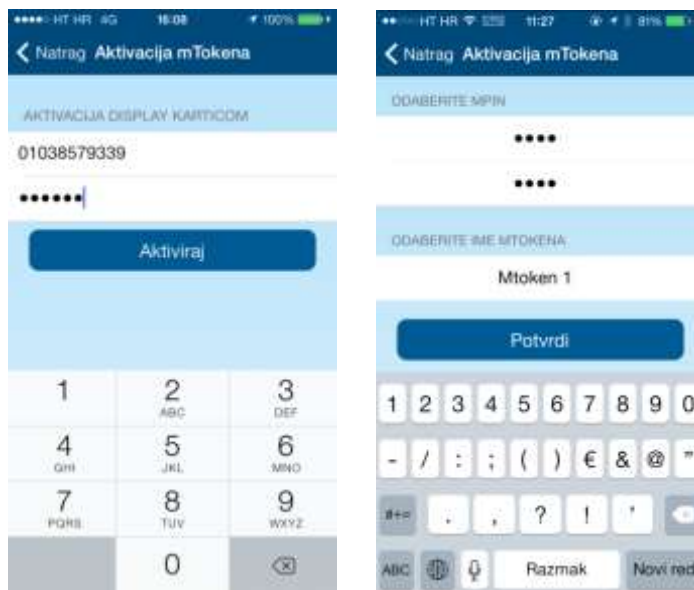 HT HR 4G 16:08 100%
Natrag Aktivacija mTokena
AKTIVACIJA DISPLAY KARTICOM
01038579339
••••••
Aktiviraj
1 2 3
ABC DEF
4 5 6
GHI JKL MNO
7 8 9
PQRS TUV WXYZ
0
HT HR 11:27 81%
Natrag Aktivacija mTokena
ODABERITE MPIN
••••
••••
ODABERITE IME MTOKENA
Mtoken 1
Potvrdi
1 2 3 4 5 6 7 8 9 0
- / : ; ( ) € & @ "
#+= . , ? ! '
ABC Razmak Novi red